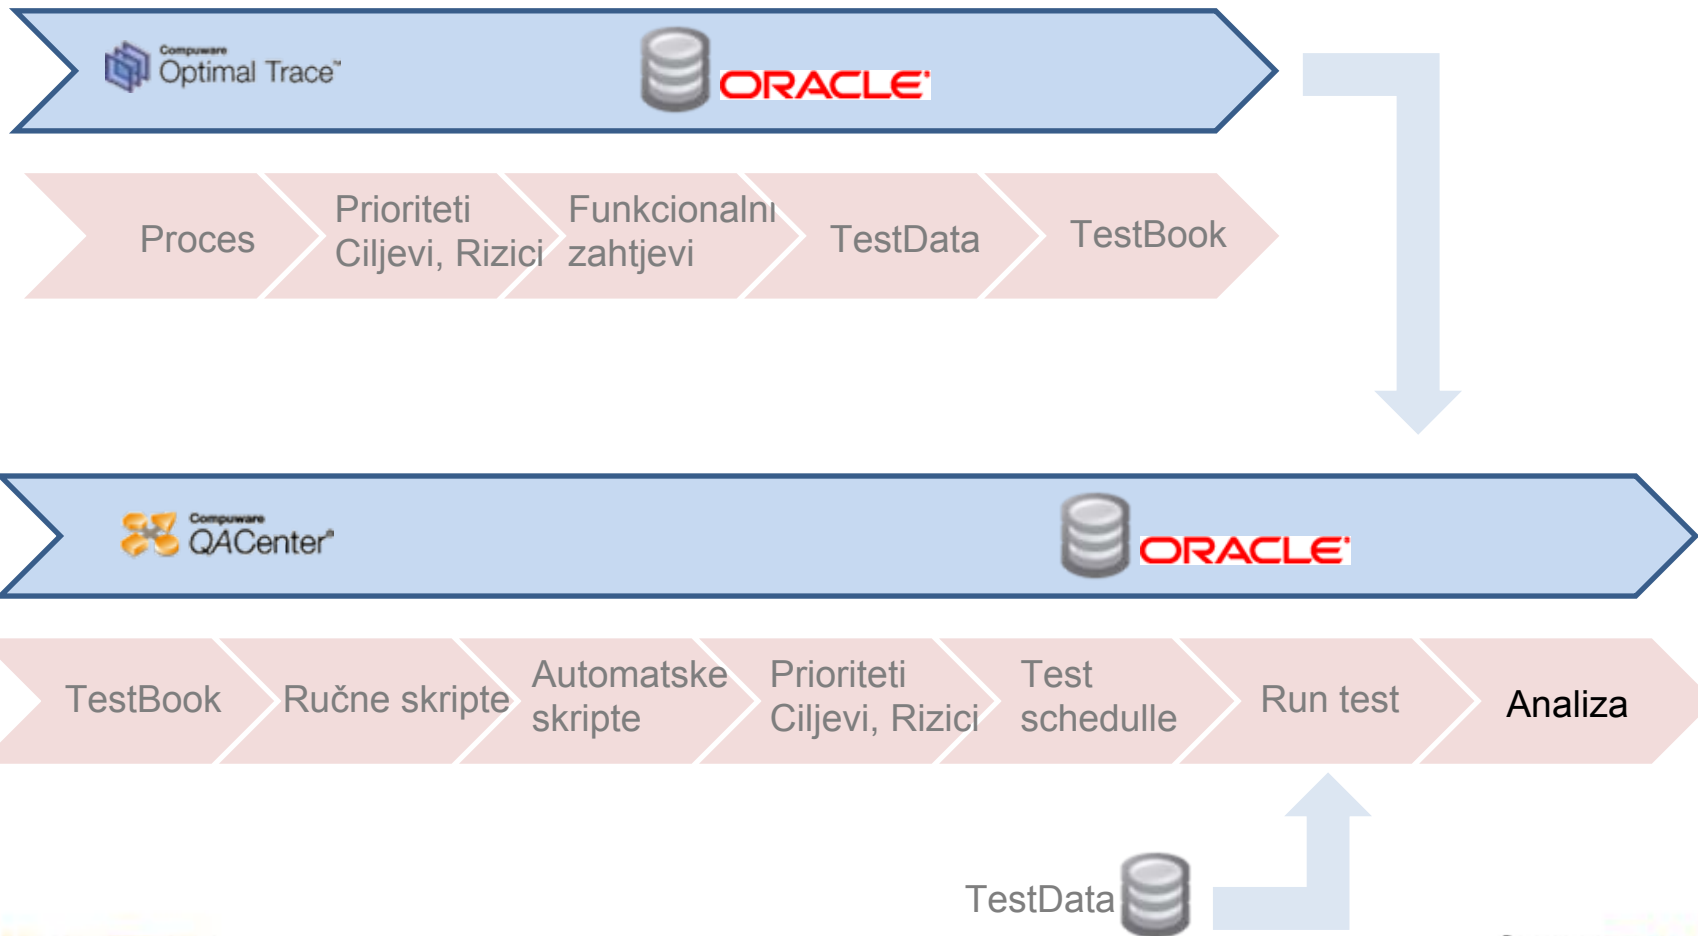 Compuware
Optimal Trace™
ORACLE®
Proces
Prioriteti
Ciljevi, Rizici
Funkcionalni
zahtjevi
TestData
TestBook
Compuware
QACenter®
ORACLE®
TestBook
Ručne skripte
Automatske
skripte
Prioriteti
Ciljevi, Rizici
Test
schedulle
Run test
Analiza
TestData